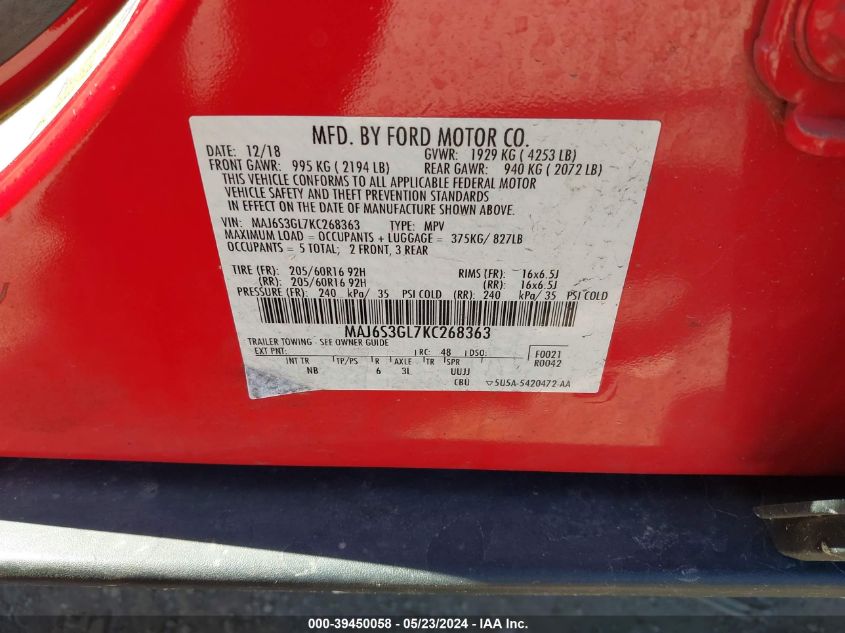 MFD. BY FORD MOTOR CO.
DATE: 12/18 GVWR: 1929 KG ( 4253 LB)
FRONT GAWR: 995 KG ( 2194 LB) REAR GAWR: 940 KG ( 2072 LB)
THIS VEHICLE CONFORMS TO ALL APPLICABLE FEDERAL MOTOR
VEHICLE SAFETY AND THEFT PREVENTION STANDARDS
IN EFFECT ON THE DATE OF MANUFACTURE SHOWN ABOVE.
VIN: MAJ6S3GL7KC268363 TYPE: MPV
MAXIMUM LOAD = OCCUPANTS + LUGGAGE = 375KG/ 827LB
OCCUPANTS = 5 TOTAL; 2 FRONT, 3 REAR
TIRE (FR): 205/60R16 92H RIMS (FR): 16x6.5J
(RR): 205/60R16 92H (RR): 16x6.5J
PRESSURE (FR): 240 kPa/ 35 PSI COLD (RR): 240 kPa/ 35 PSI COLD
MAJ6S3GL7KC268363
TRAILER TOWING - SEE OWNER GUIDE
EXT PNT: RC: 48 DSO: F0021
INT TR TP/PS R AXLE TR SPR R0042
NB 6 3L UUJJ
CBU ▽5U5A-5420472-AA
000-39450058 - 05/23/2024 - IAA Inc.